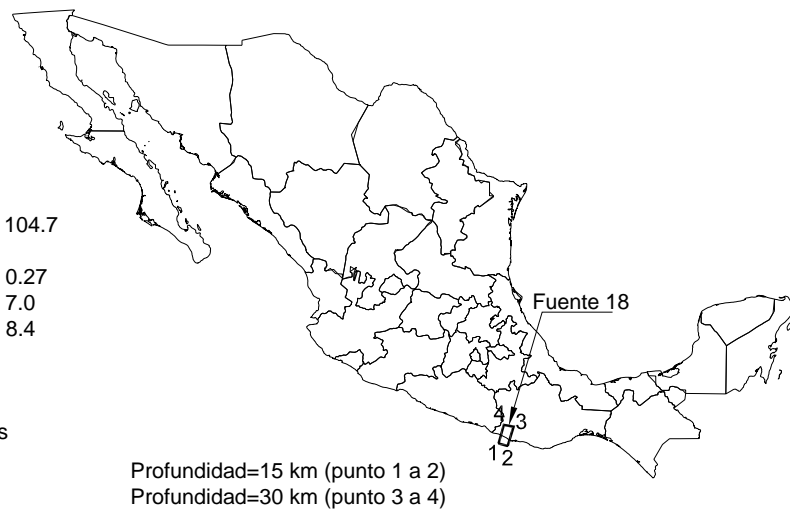 104.7
0.27
7.0
8.4
Fuente 18
4
3
1
2
s
Profundidad=15 km (punto 1 a 2)
Profundidad=30 km (punto 3 a 4)